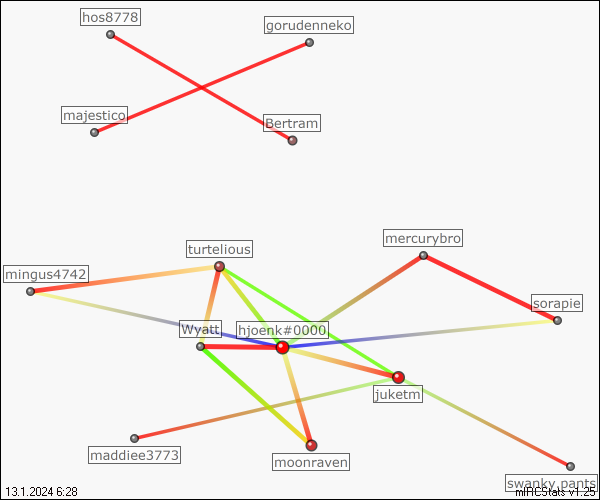 hos8778
gorudenneko
majestico
Bertram
mercurybro
turtelious
mingus4742
sorapie
Wyatt
hjoenk#0000
juketm
maddiee3773
moonraven
swanky.pants
13.1.2024 6:28
mIRCStats v1.25